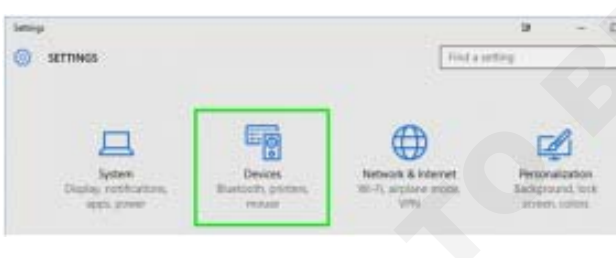 Settings
SETTINGS
Find a setting
System
Display, notifications,
apps, power
Devices
Bluetooth, printers,
mouse
Network & Internet
Wi-Fi, airplane mode,
VPN
Personalization
Background, lock
screen, colors
TO B